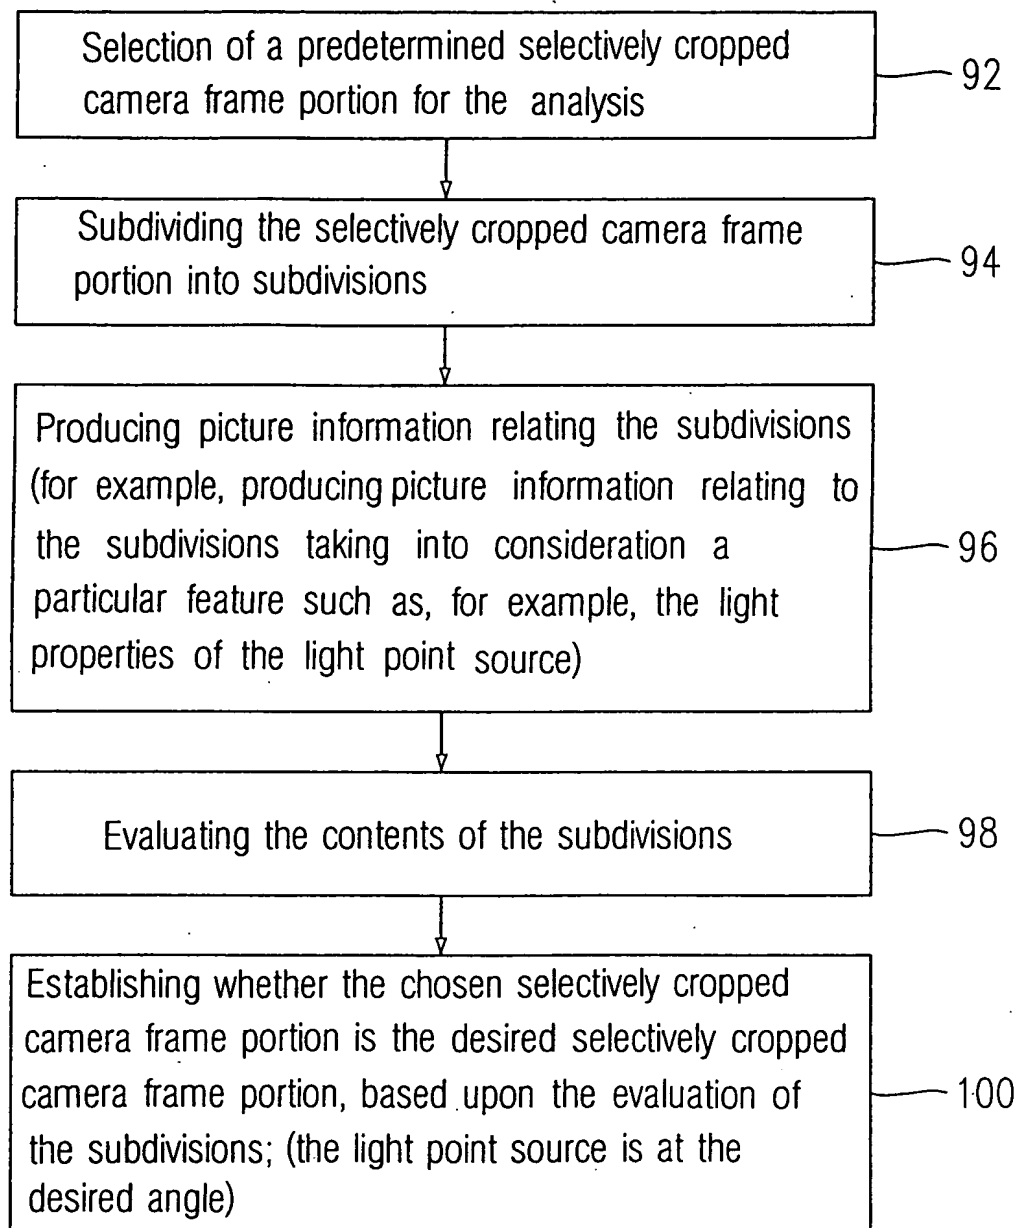 Selection of a predetermined selectively cropped
camera frame portion for the analysis
92
Subdividing the selectively cropped camera frame
portion into subdivisions
94
Producing picture information relating the subdivisions
(for example, producing picture information relating to
the subdivisions taking into consideration a
particular feature such as, for example, the light
properties of the light point source)
96
Evaluating the contents of the subdivisions
98
Establishing whether the chosen selectively cropped
camera frame portion is the desired selectively cropped
camera frame portion, based upon the evaluation of
the subdivisions; (the light point source is at the
desired angle)
100